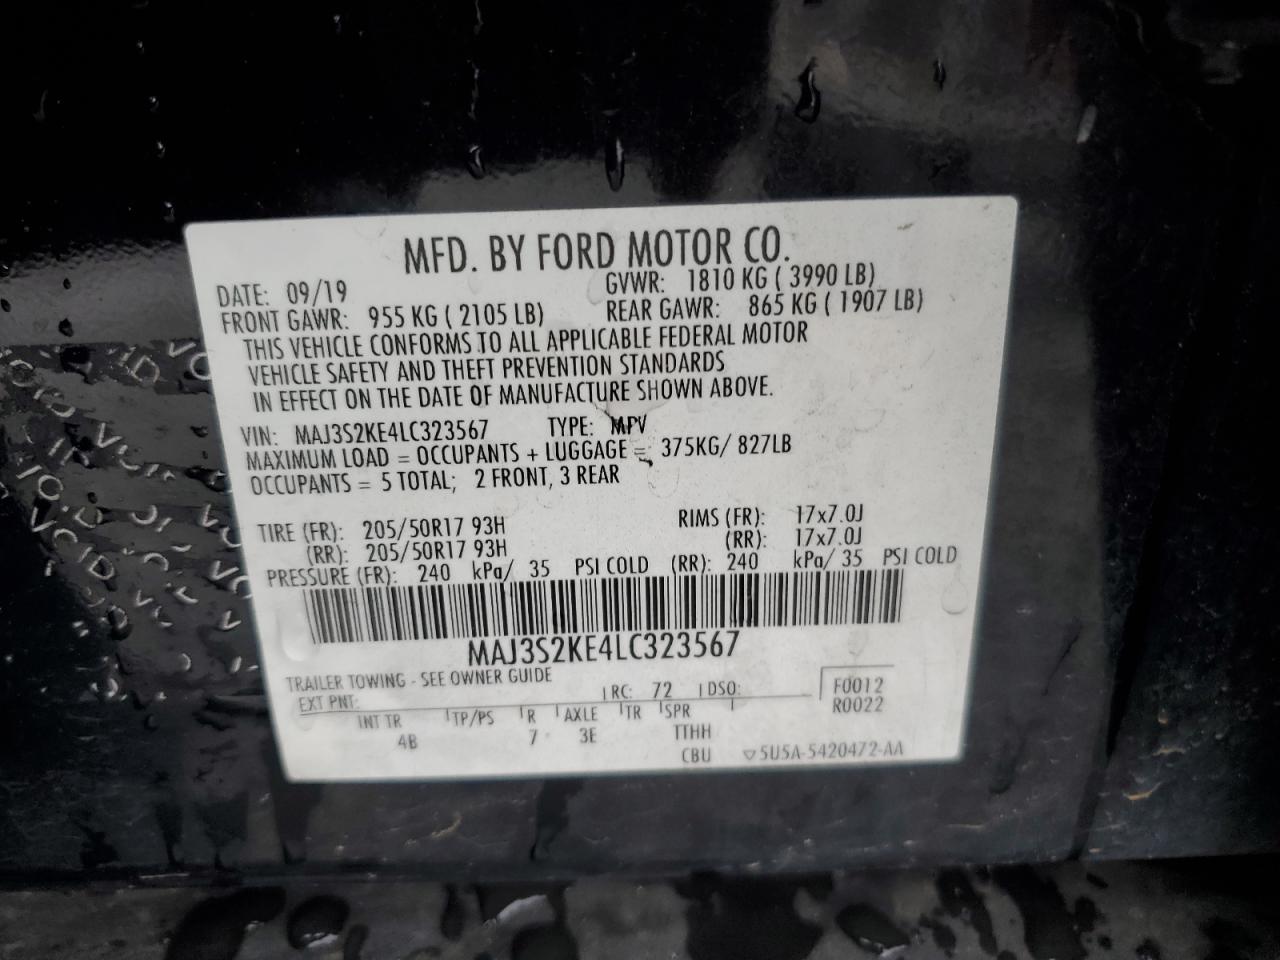 MFD. BY FORD MOTOR CO.
DATE: 09/19 GVWR: 1810 KG ( 3990 LB)
FRONT GAWR: 955 KG ( 2105 LB) REAR GAWR: 865 KG ( 1907 LB)
THIS VEHICLE CONFORMS TO ALL APPLICABLE FEDERAL MOTOR
VEHICLE SAFETY AND THEFT PREVENTION STANDARDS
IN EFFECT ON THE DATE OF MANUFACTURE SHOWN ABOVE.
VIN: MAJ3S2KE4LC323567 TYPE: MPV
MAXIMUM LOAD = OCCUPANTS + LUGGAGE = 375KG/ 827LB
OCCUPANTS = 5 TOTAL; 2 FRONT, 3 REAR
TIRE (FR): 205/50R17 93H RIMS (FR): 17x7.0J
(RR): 205/50R17 93H (RR): 17x7.0J
PRESSURE (FR): 240 kPa/ 35 PSI COLD (RR): 240 kPa/ 35 PSI COLD
MAJ3S2KE4LC323567
TRAILER TOWING - SEE OWNER GUIDE
EXT PNT: RC: 72 DSO: F0012
R0022
INT TR TP/PS R AXLE TR SPR
4B 7 3E TTHH
CBU ▽5U5A-5420472-AA